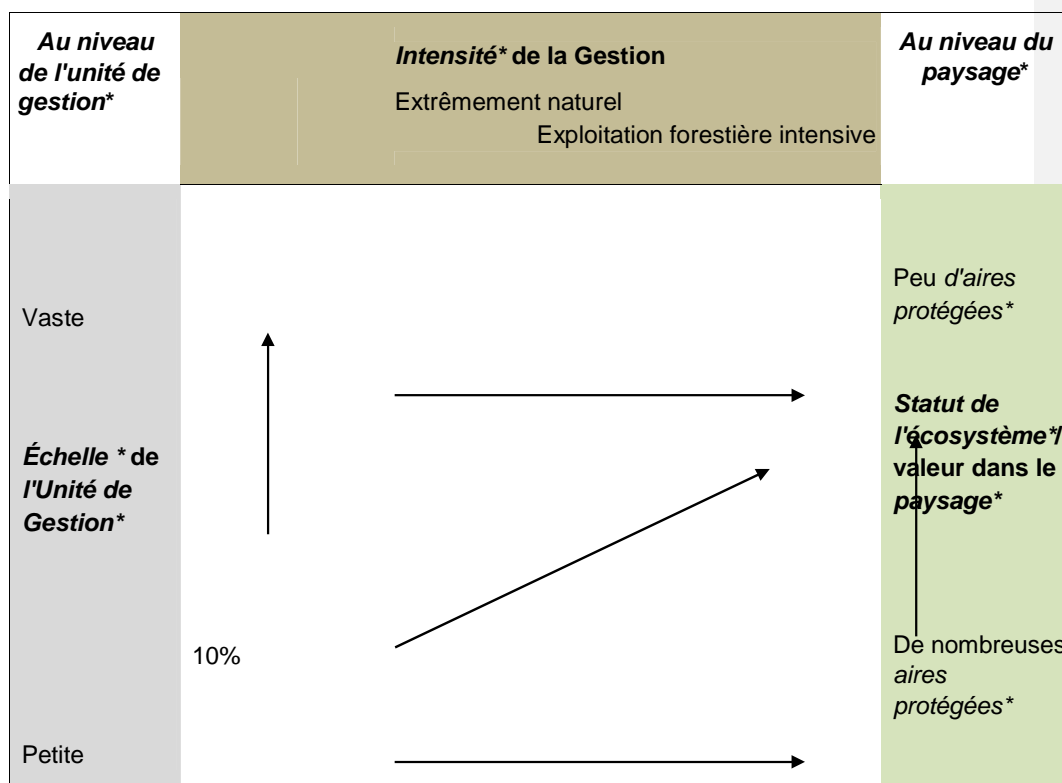 Au niveau
de l'unité de
gestion*
Intensité* de la Gestion
Extrêmement naturel
Exploitation forestière intensive
Au niveau du
paysage*
Vaste
Échelle * de
l'Unité de
Gestion*
10%
Petite
Peu d'aires
protégées*
Statut de
l'écosystème*/
valeur dans le
paysage*
De nombreuses
aires
protégées*